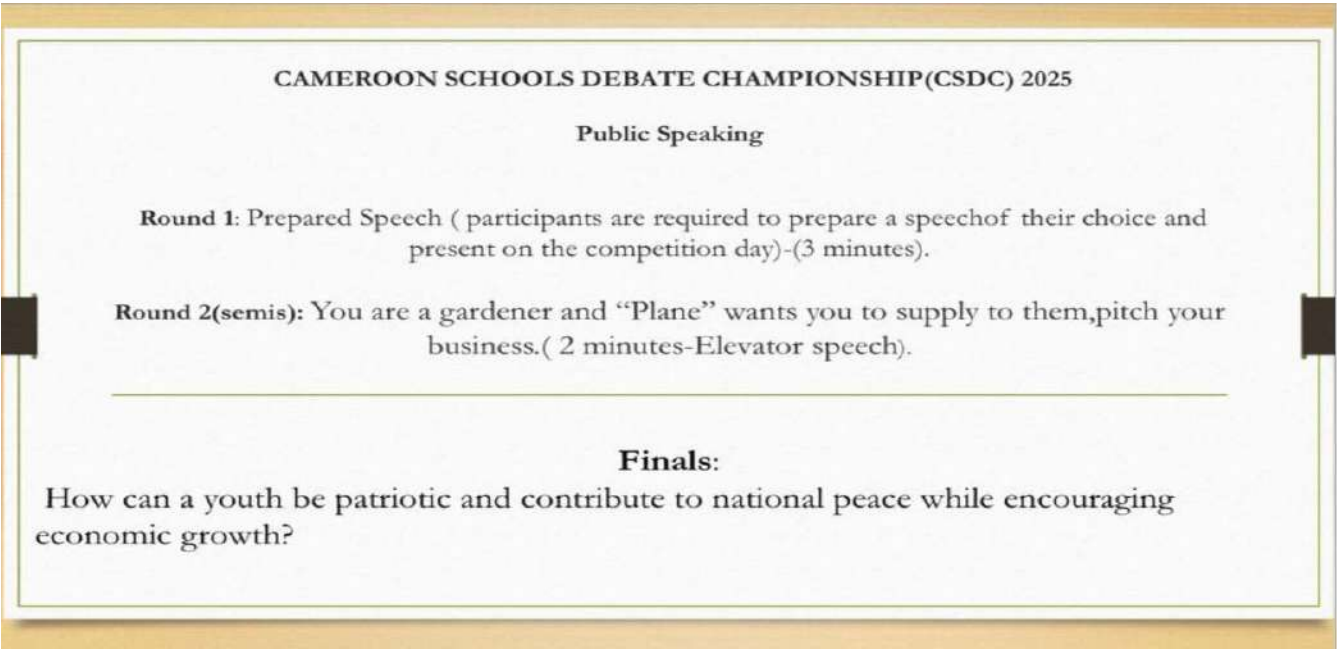 CAMEROON SCHOOLS DEBATE CHAMPIONSHIP(CSDC) 2025
Public Speaking
Round 1: Prepared Speech ( participants are required to prepare a speechof their choice and
present on the competition day)-(3 minutes).
Round 2(semis): You are a gardener and “Plane” wants you to supply to them,pitch your
business.( 2 minutes-Elevator speech).
Finals:
How can a youth be patriotic and contribute to national peace while encouraging
economic growth?